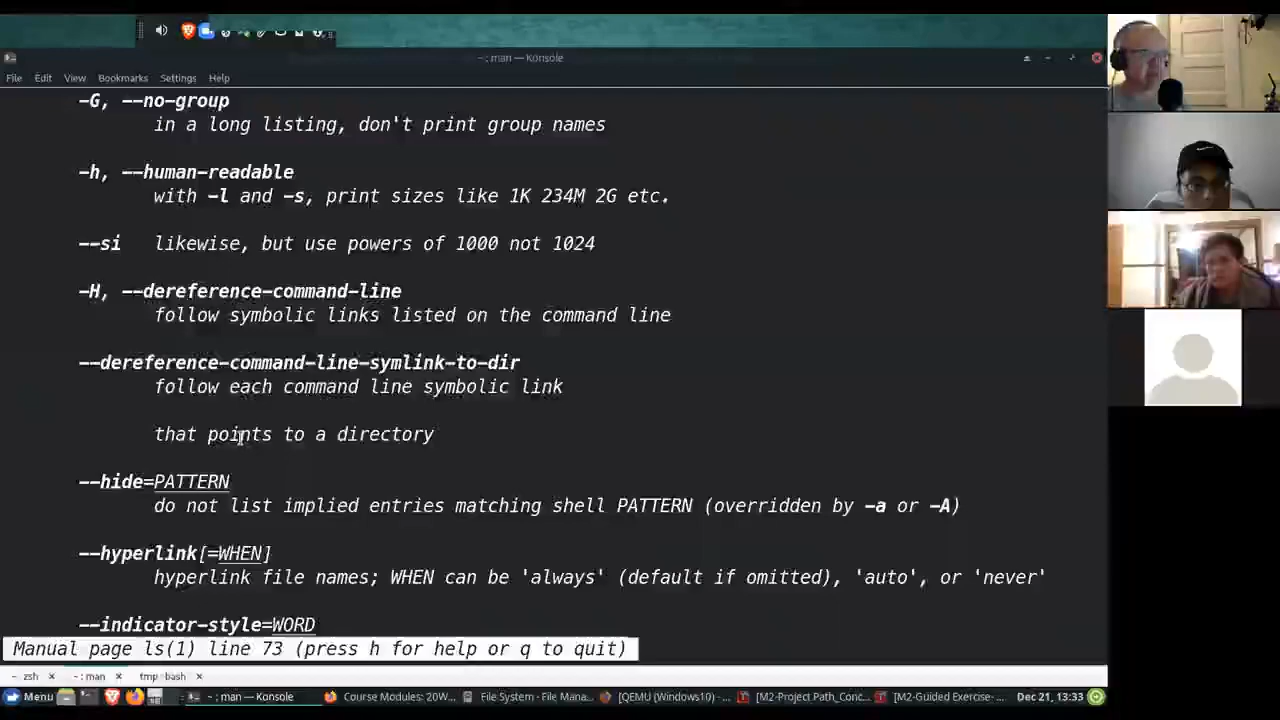 ~ : man — Konsole
File Edit View Bookmarks Settings Help
-G, --no-group
in a long listing, don't print group names
-h, --human-readable
with -l and -s, print sizes like 1K 234M 2G etc.
--si likewise, but use powers of 1000 not 1024
-H, --dereference-command-line
follow symbolic links listed on the command line
--dereference-command-line-symlink-to-dir
follow each command line symbolic link
that points to a directory
--hide=PATTERN
do not list implied entries matching shell PATTERN (overridden by -a or -A)
--hyperlink[=WHEN]
hyperlink file names; WHEN can be 'always' (default if omitted), 'auto', or 'never'
--indicator-style=WORD
Manual page ls(1) line 73 (press h for help or q to quit)
~ zsh ~ : man tmp bash
Menu ~ : man — Konsole Course Modules: 20W... File System - File Mana... [QEMU (Windows10) - ... [M2-Project Path_Conc... [M2-Guided Exercise-... Dec 21, 13:33